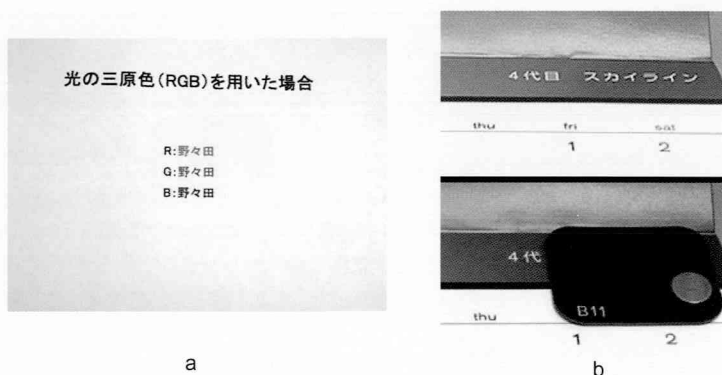 光の三原色(RGB)を用いた場合
R:野々田
G:野々田
B:野々田
a
4代目 スカイライン
thu fri sat
1 2
4代
B11
thu
1 2
b